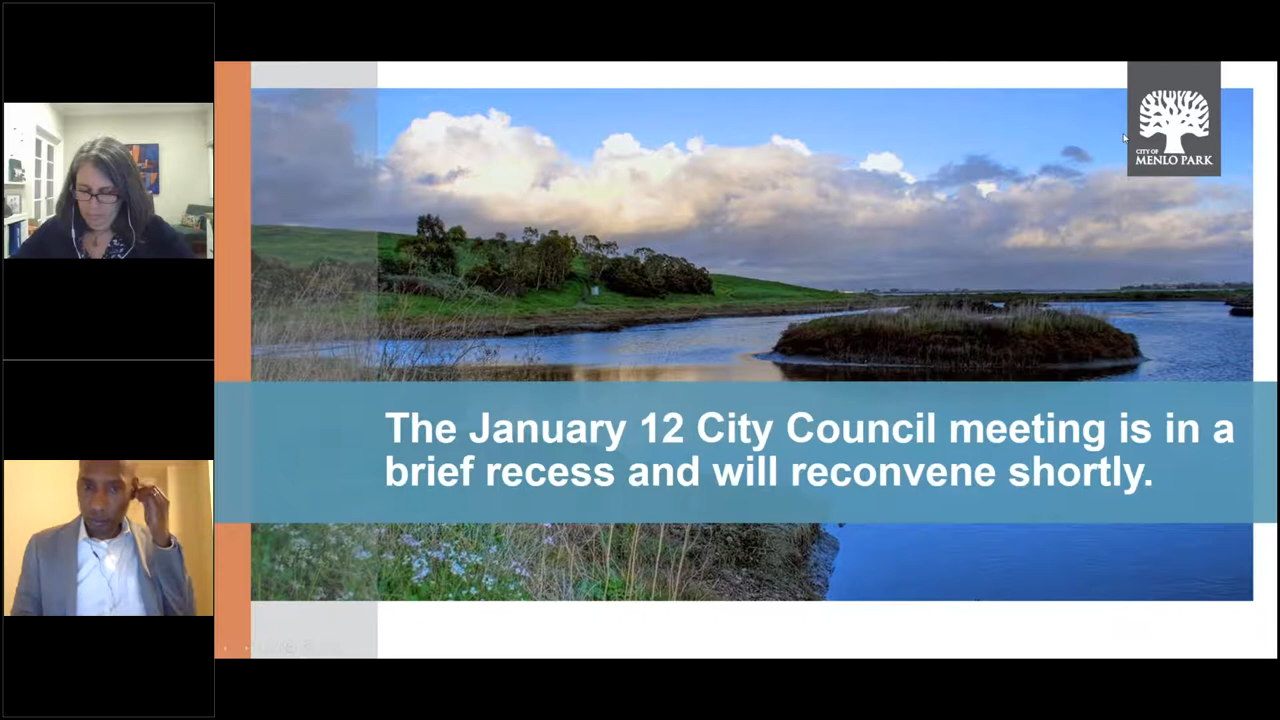 CITY OF
MENLO PARK
The January 12 City Council meeting is in a
brief recess and will reconvene shortly.